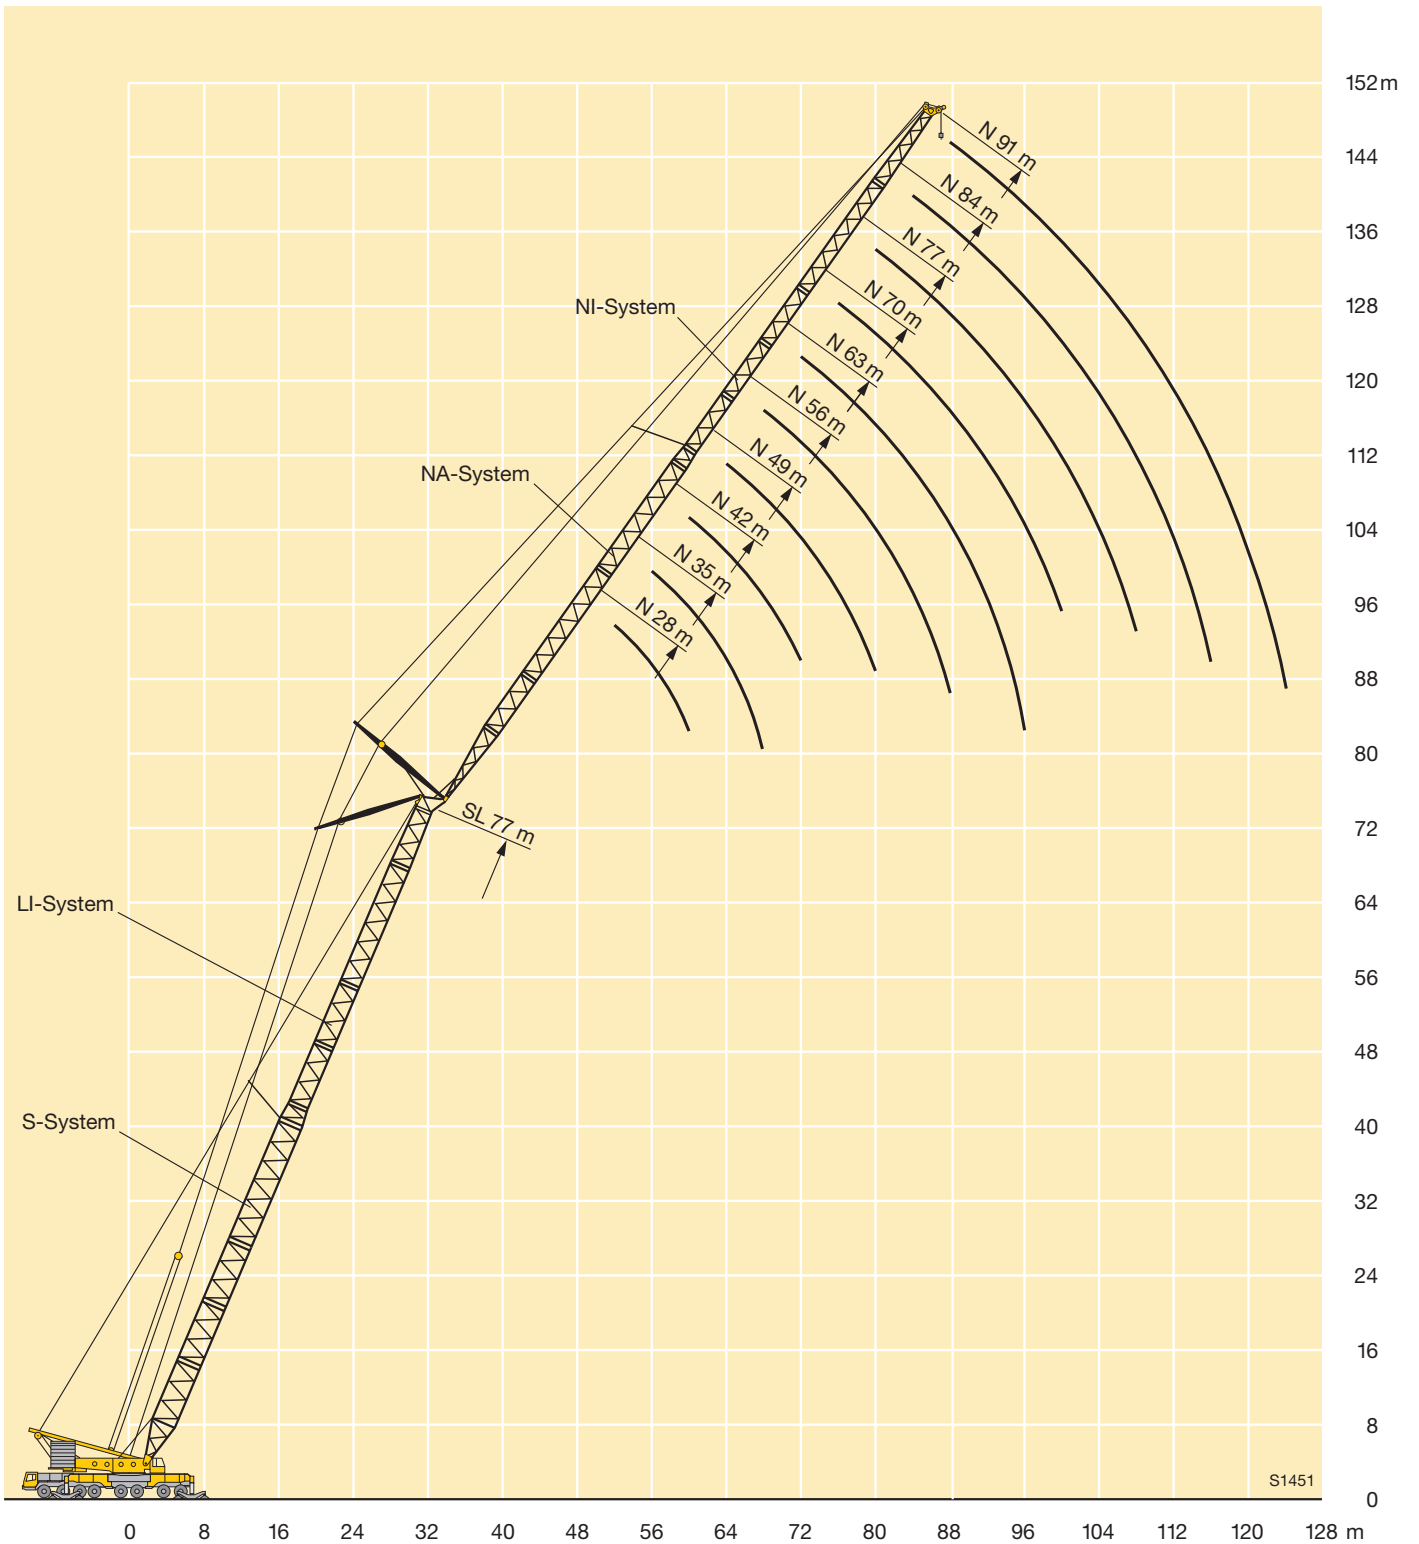 152 m
N 91 m
144
N 84 m
136
N 77 m
128
NI-System
N 70 m
120
N 63 m
112
N 56 m
NA-System
N 49 m
104
N 42 m
96
N 35 m
88
N 28 m
80
SL 77 m
72
LI-System
64
56
48
S-System
40
32
24
16
8
S1451
0
0 8 16 24 32 40 48 56 64 72 80 88 96 104 112 120 128 m